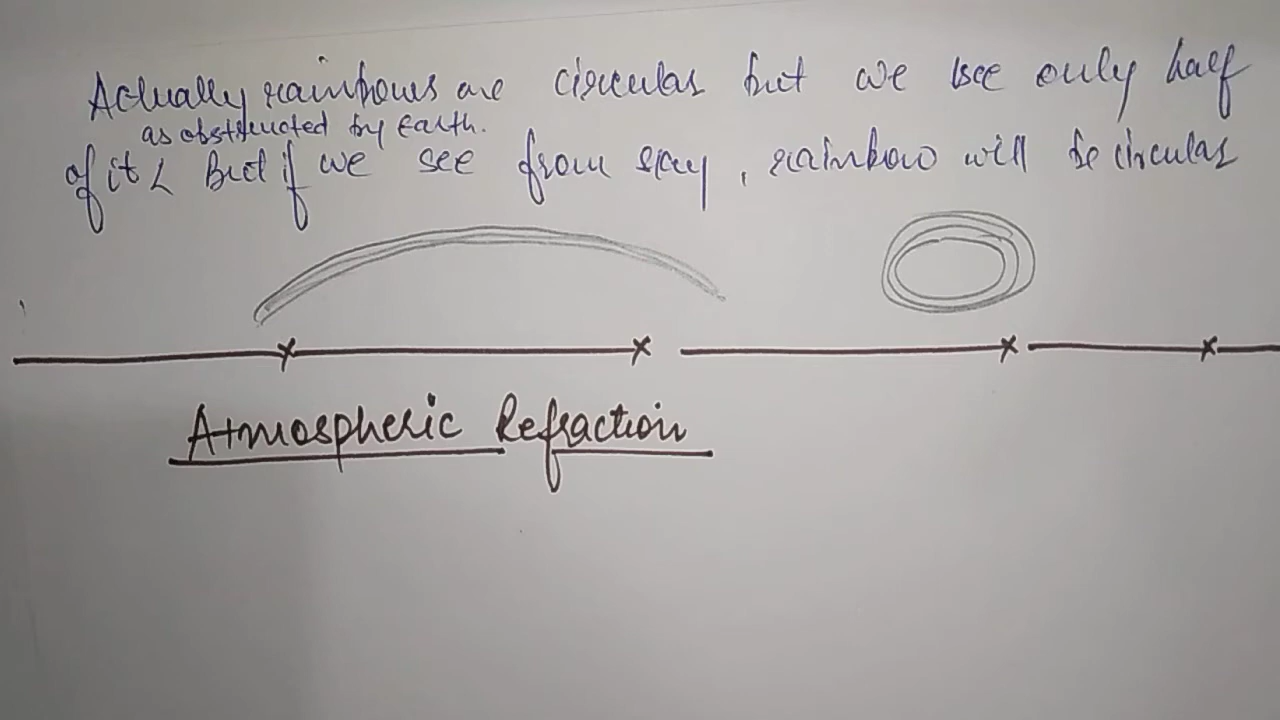 Actually rainbows are circular but we see only half
as obstructed by Earth.
of it < But if we see from sky, rainbow will be circular
Atmospheric Refraction